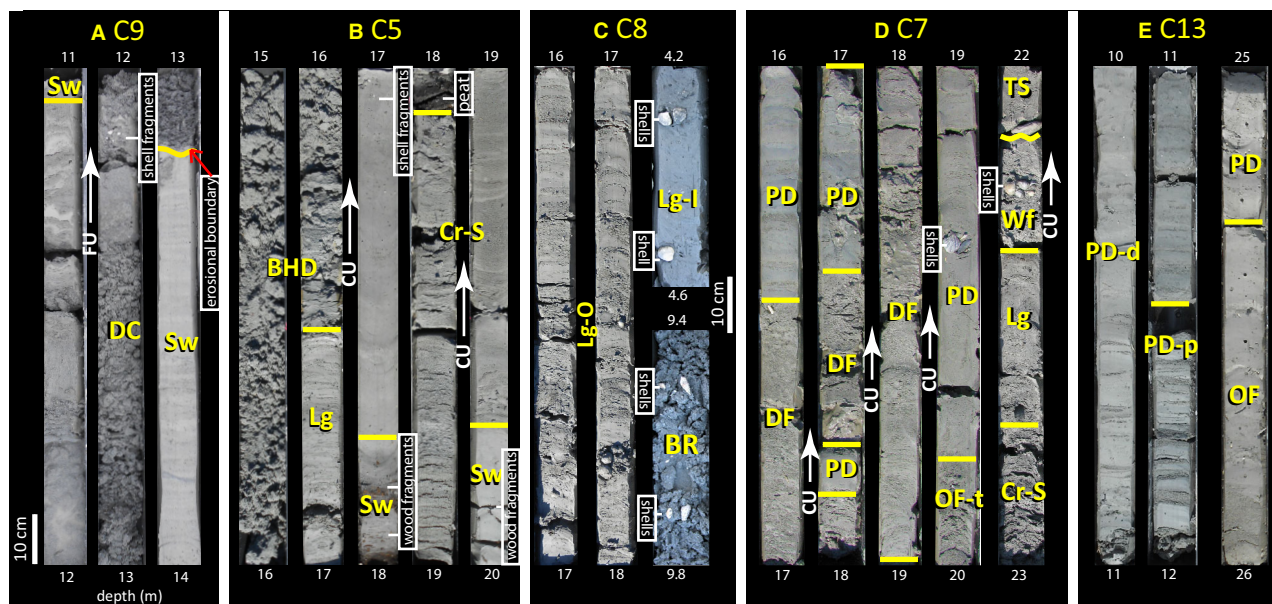 A C9
11
12
13
Sw
shell fragments
FU
erosional boundary
DC
Sw
10 cm
12
13
14
depth (m)
B C5
15
16
17
18
19
shell fragments
peatt
BHD
CU
Cr-S
CU
Lg
Sw
wood fragments
Sw
wood fragments
16
17
18
19
20
C C8
16
17
4.2
shells
Lg-I
shell
4.6
9.4
10 cm
Lg-O
shells
BR
shells
17
18
9.8
D C7
16
17
18
19
22
TS
shells
CU
PD
PD
Wf
shells
DF
PD
Lg
CU
CU
DF
DF
CU
PD
OF-t
Cr-S
17
18
19
20
23
E C13
10
11
25
PD
PD-d
PD-p
OF
11
12
26